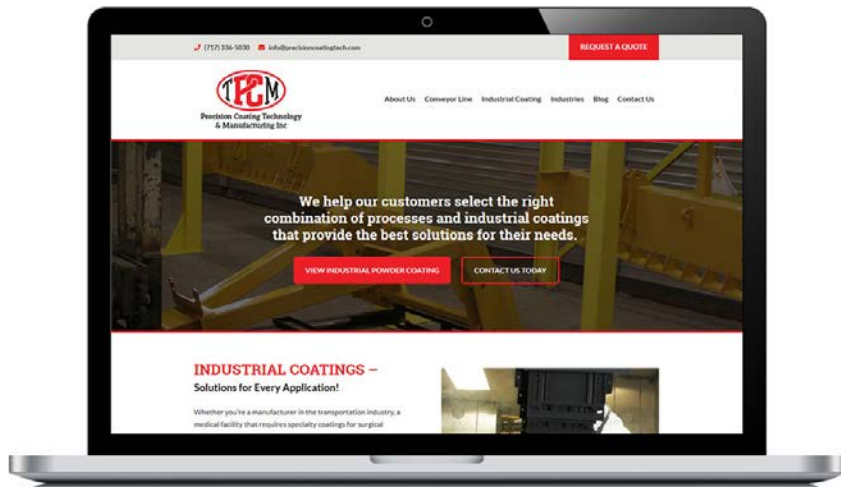 (717) 336-5030 info@precisioncoatingtech.com
REQUEST A QUOTE
TPCM
Precision Coating Technology
& Manufacturing Inc
About Us Conveyor Line Industrial Coating Industries Blog Contact Us
We help our customers select the right
combination of processes and industrial coatings
that provide the best solutions for their needs.
VIEW INDUSTRIAL POWDER COATING
CONTACT US TODAY
INDUSTRIAL COATINGS –
Solutions for Every Application!
Whether you're a manufacturer in the transportation industry, a
medical facility that requires specialty coatings for surgical